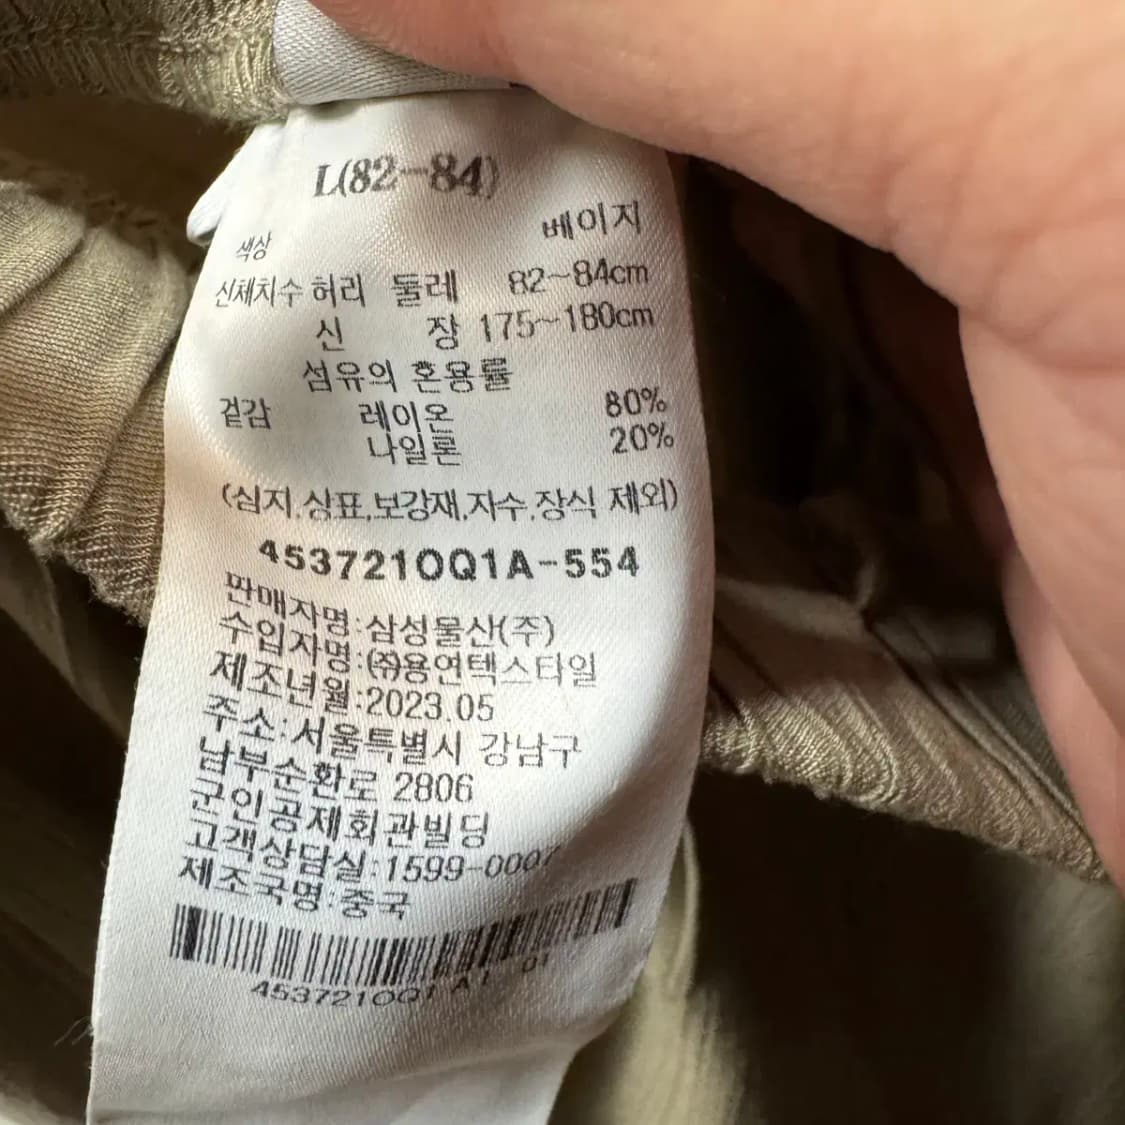 L(82-84)
색상 베이지
신체치수 허리 둘레 82~84cm
신 장 175~180cm
섬유의 혼용률
겉감 레이온 80%
나일론 20%
(심지,상표,보강재,자수,장식 제외)
4537210Q1A-554
판매자명:삼성물산(주)
수입자명:㈜용연텍스타일
제조년월:2023.05
주소:서울특별시 강남구
남부순환로 2806
군인공제회관빌딩
고객상담실:1599-0007
제조국명:중국
4537210Q1 A1 01